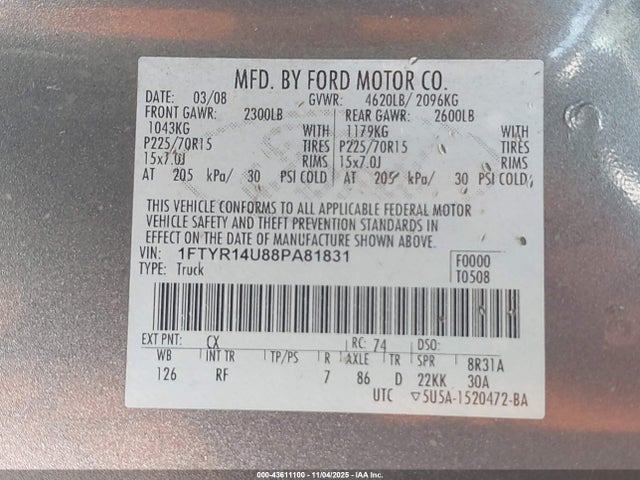 MFD. BY FORD MOTOR CO.
DATE: 03/08 GVWR: 4620LB/ 2096KG
FRONT GAWR: 2300LB REAR GAWR: 2600LB
1043KG WITH 1179KG WITH
P225/70R15 TIRES P225/70R15 TIRES
15x7.0J RIMS 15x7.0J RIMS
AT 205 kPa/ 30 PSI COLD AT 205 kPa/ 30 PSI COLD
THIS VEHICLE CONFORMS TO ALL APPLICABLE FEDERAL MOTOR
VEHICLE SAFETY AND THEFT PREVENTION STANDARDS IN
EFFECT ON THE DATE OF MANUFACTURE SHOWN ABOVE.
VIN: 1FTYR14U88PA81831 F0000
TYPE: Truck T0508
EXT PNT: CX RC: 74 DSO:
WB INT TR TP/PS R AXLE TR SPR 8R31A
126 RF 7 86 D 22KK 30A
UTC ▽5U5A-1520472-BA
000-43611100 - 11/04/2025 - IAA Inc.